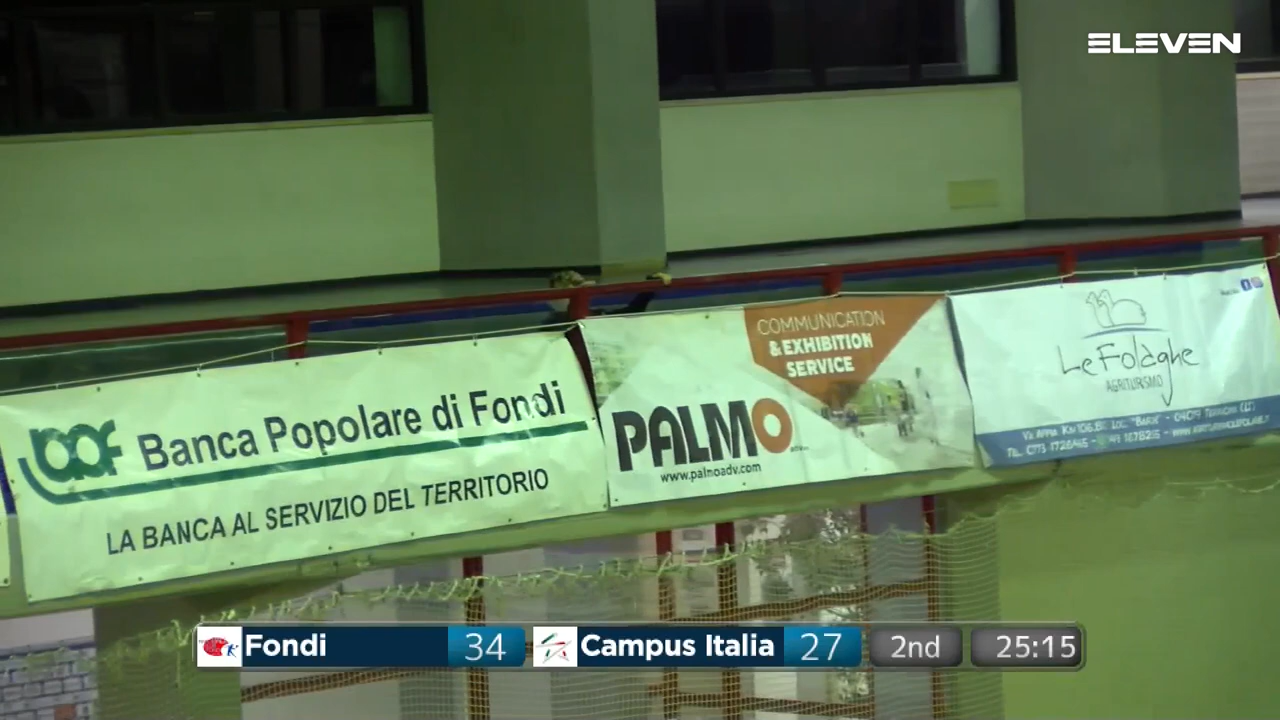 ELEVEN
COMMUNICATION
& EXHIBITION
SERVICE
Le Folaghe
AGRITURISMO
bpf Banca Popolare di Fondi
LA BANCA AL SERVIZIO DEL TERRITORIO
PALMO
www.palmoadv.com
Fondi 34 Campus Italia 27 2nd 25:15